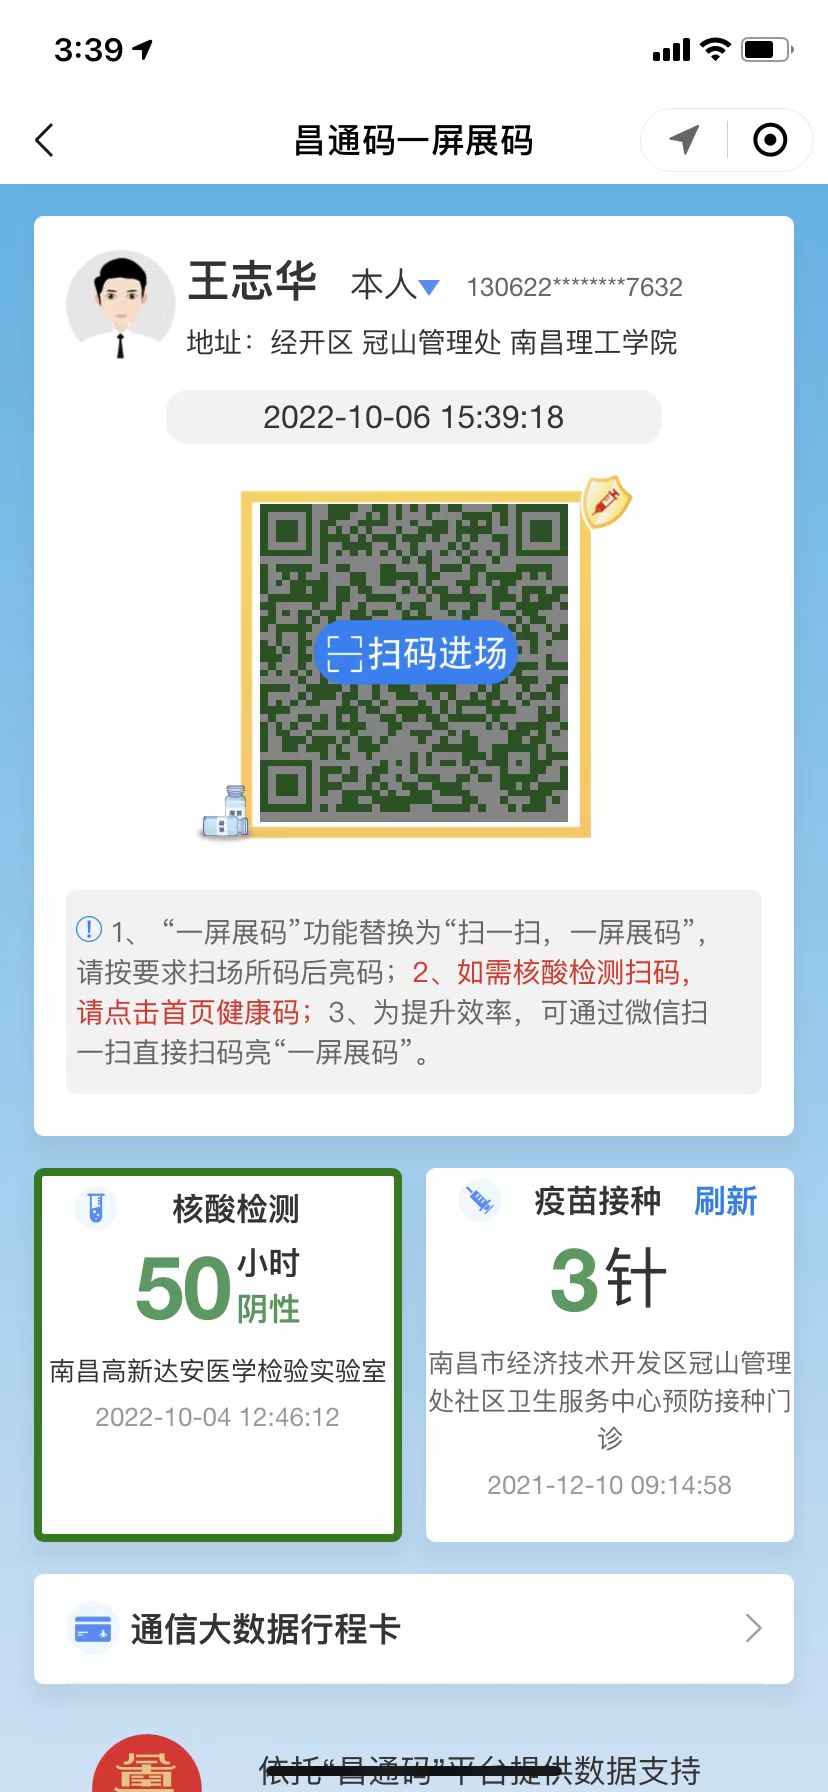 3:39
昌通码一屏展码
王志华 本人 130622********7632
地址：经开区 冠山管理处 南昌理工学院
2022-10-06 15:39:18
扫码进场
1、“一屏展码”功能替换为“扫一扫，一屏展码”，
请按要求扫场所码后亮码；2、如需核酸检测扫码，
请点击首页健康码；3、为提升效率，可通过微信扫
一扫直接扫码亮“一屏展码”。
核酸检测
50小时
阴性
南昌高新达安医学检验实验室
2022-10-04 12:46:12
疫苗接种 刷新
3针
南昌市经济技术开发区冠山管理
处社区卫生服务中心预防接种门
诊
2021-12-10 09:14:58
通信大数据行程卡
依托“昌通码”平台提供数据支持